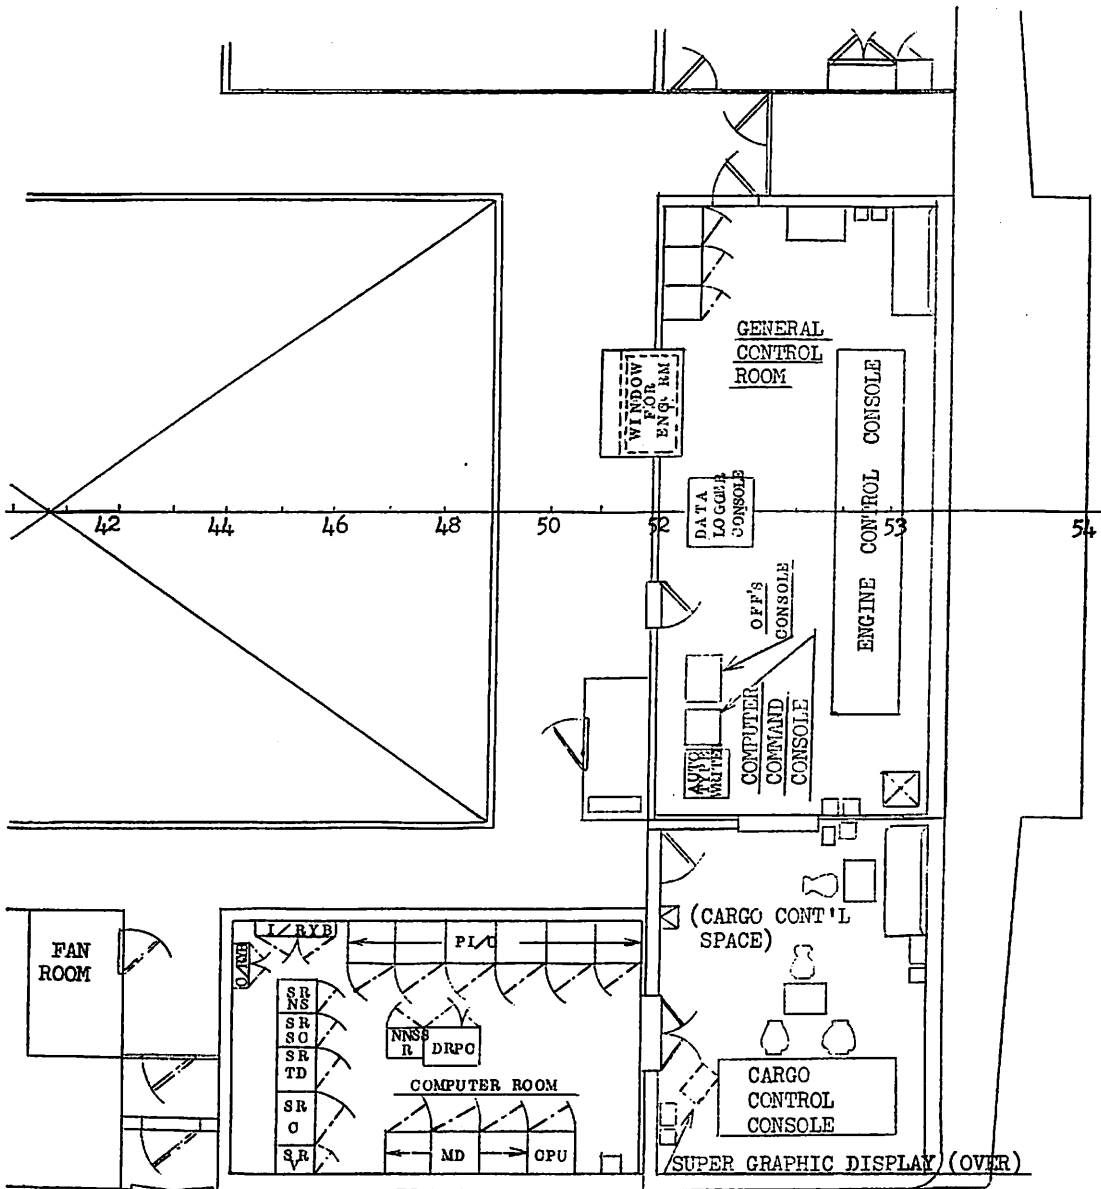 GENERAL
CONTROL
ROOM
WINDOW
FOR
ENG. RM
ENGINE CONTROL CONSOLE
42
44
46
48
50
52
53
54
DATA
LOGGER
CONSOLE
OFF'S
CONSOLE
COMPUTER
COMMAND
CONSOLE
AUTO
TYPE
WRITER
(CARGO CONT'L
SPACE)
FAN
ROOM
I/RYB
O/RYB
PI/O
SR
NS
SR
SC
SR
TD
SR
C
SR
V
NNSS
R
DRPC
COMPUTER ROOM
MD
CPU
CARGO
CONTROL
CONSOLE
SUPER GRAPHIC DISPLAY (OVER)